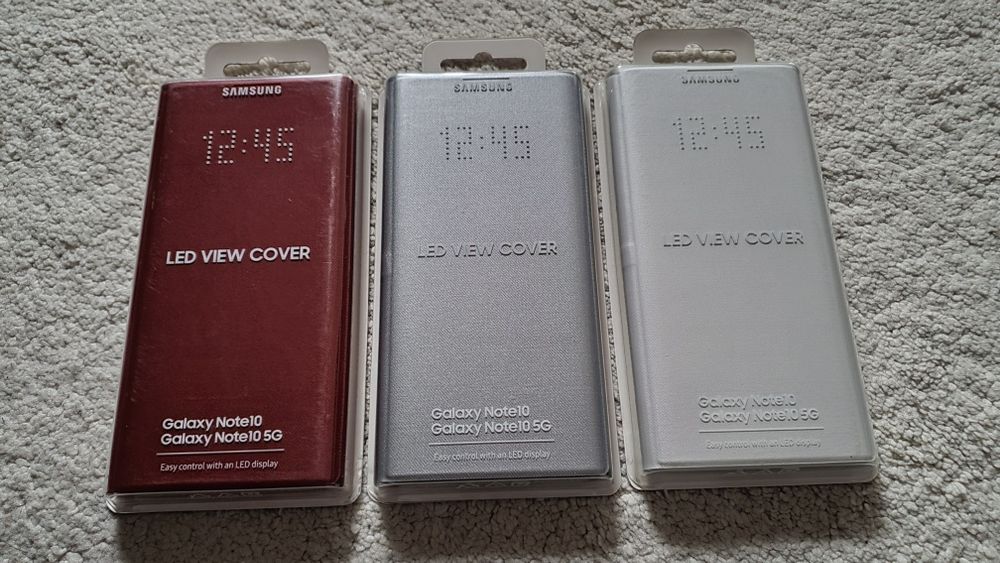 SAMSUNG
12:45
LED VIEW COVER
Galaxy Note10
Galaxy Note10 5G
Easy control with an LED display
SAMSUNG
12:45
LED VIEW COVER
Galaxy Note10
Galaxy Note10 5G
Easy control with an LED display
SAMSUNG
12:45
LED VIEW COVER
Galaxy Note10
Galaxy Note10 5G
Easy control with an LED display